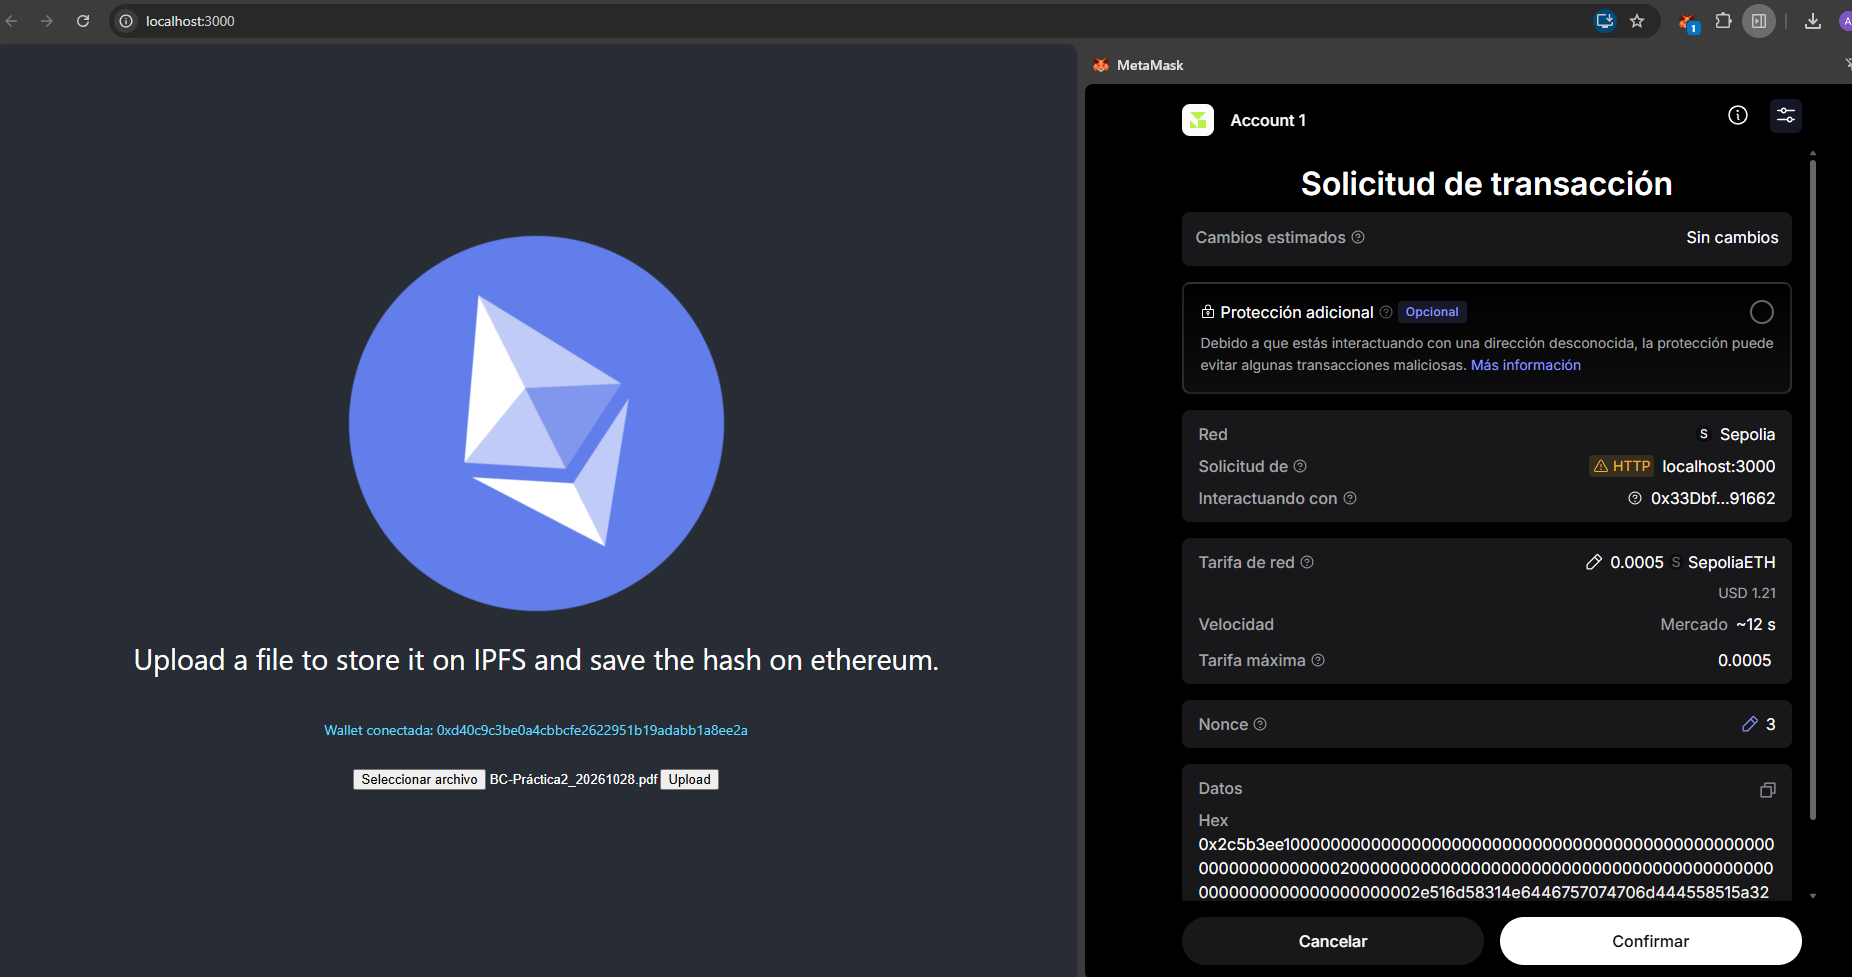 localhost:3000
1
A
MetaMask
Account 1
Solicitud de transacción
Cambios estimados
Sin cambios
Protección adicional
Opcional
Debido a que estás interactuando con una dirección desconocida, la protección puede
evitar algunas transacciones maliciosas. Más información
Red
S Sepolia
Solicitud de
HTTP localhost:3000
Interactuando con
0x33Dbf...91662
Tarifa de red
0.0005 S SepoliaETH
USD 1.21
Velocidad
Mercado ~12 s
Tarifa máxima
0.0005
Nonce
3
Datos
Hex
Cancelar
Confirmar
Upload a file to store it on IPFS and save the hash on ethereum.
Wallet conectada: 0xd40c9c3be0a4cbbcfe2622951b19adabb1a8ee2a
Seleccionar archivo BC-Práctica2_20261028.pdf Upload